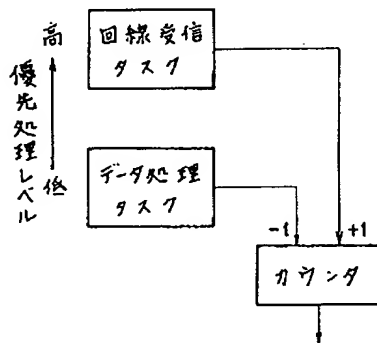 高
優先処理レベル
低
回線受信
タスク
データ処理
タスク
-1
+1
カウンタ